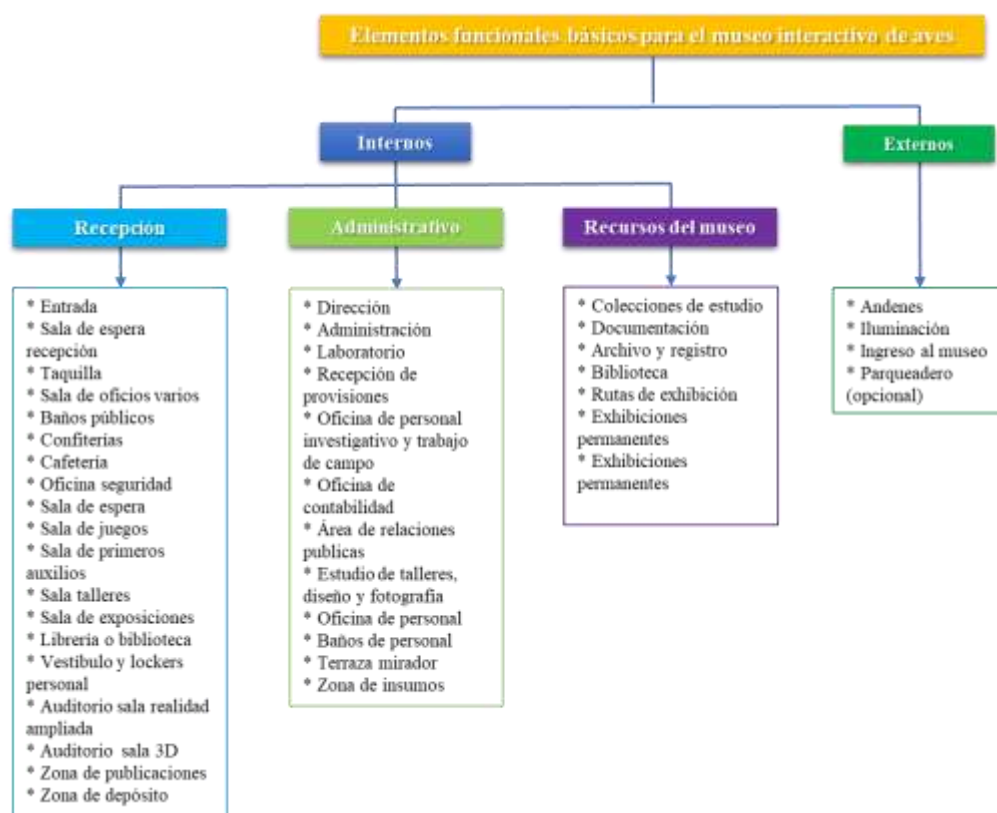 Elementos funcionales básicos para el museo interactivo de aves
Internos
Externos
Recepción
Administrativo
Recursos del museo
* Entrada
* Sala de espera
recepción
* Taquilla
* Sala de oficios varios
* Baños públicos
* Confiterías
* Cafetería
* Oficina seguridad
* Sala de espera
* Sala de juegos
* Sala de primeros
auxilios
* Sala talleres
* Sala de exposiciones
* Librería o biblioteca
* Vestíbulo y lockers
personal
* Auditorio sala realidad
ampliada
* Auditorio sala 3D
* Zona de publicaciones
* Zona de depósito
* Dirección
* Administración
* Laboratorio
* Recepción de
provisiones
* Oficina de personal
investigativo y trabajo
de campo
* Oficina de
contabilidad
* Área de relaciones
publicas
* Estudio de talleres,
diseño y fotografía
* Oficina de personal
* Baños de personal
* Terraza mirador
* Zona de insumos
* Colecciones de estudio
* Documentación
* Archivo y registro
* Biblioteca
* Rutas de exhibición
* Exhibiciones
permanentes
* Exhibiciones
permanentes
* Andenes
* Iluminación
* Ingreso al museo
* Parqueadero
(opcional)